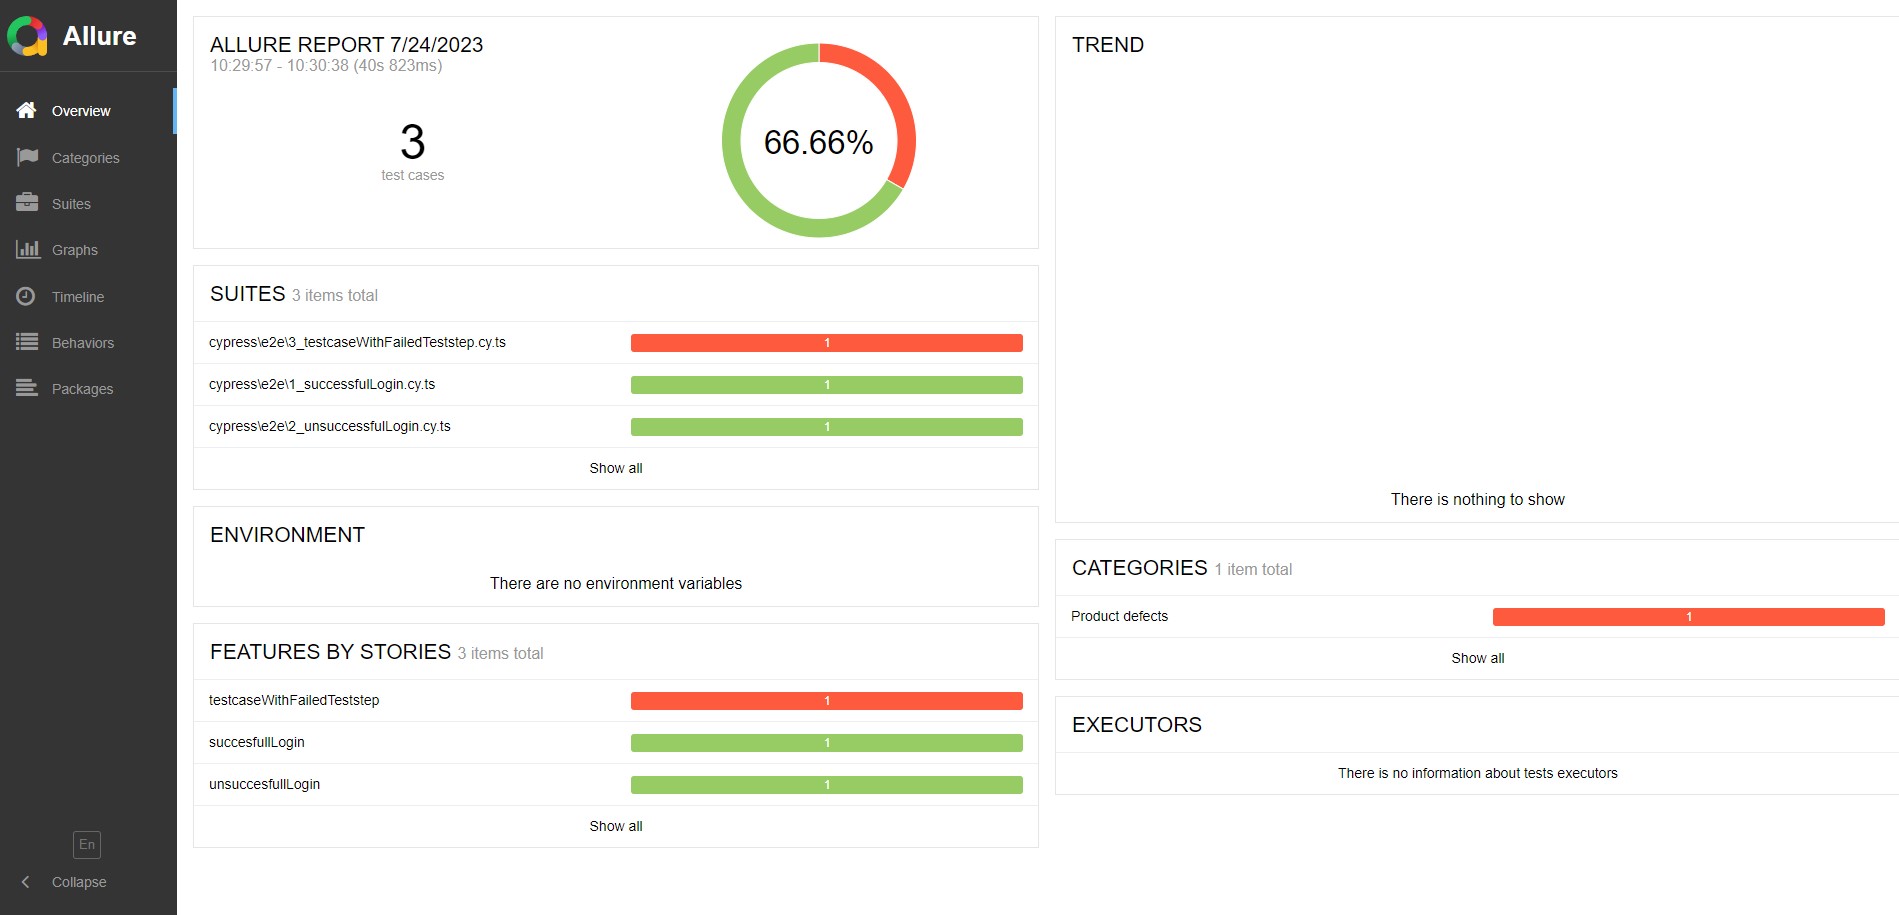 Allure
Overview
Categories
Suites
Graphs
Timeline
Behaviors
Packages
En
Collapse
ALLURE REPORT 7/24/2023
10:29:57 - 10:30:38 (40s 823ms)
3
test cases
66.66%
SUITES 3 items total
cypress\e2e\3_testcaseWithFailedTeststep.cy.ts 1
cypress\e2e\1_successfulLogin.cy.ts 1
cypress\e2e\2_unsuccessfulLogin.cy.ts 1
Show all
ENVIRONMENT
There are no environment variables
FEATURES BY STORIES 3 items total
testcaseWithFailedTeststep 1
succesfullLogin 1
unsuccesfullLogin 1
Show all
TREND
There is nothing to show
CATEGORIES 1 item total
Product defects 1
Show all
EXECUTORS
There is no information about tests executors